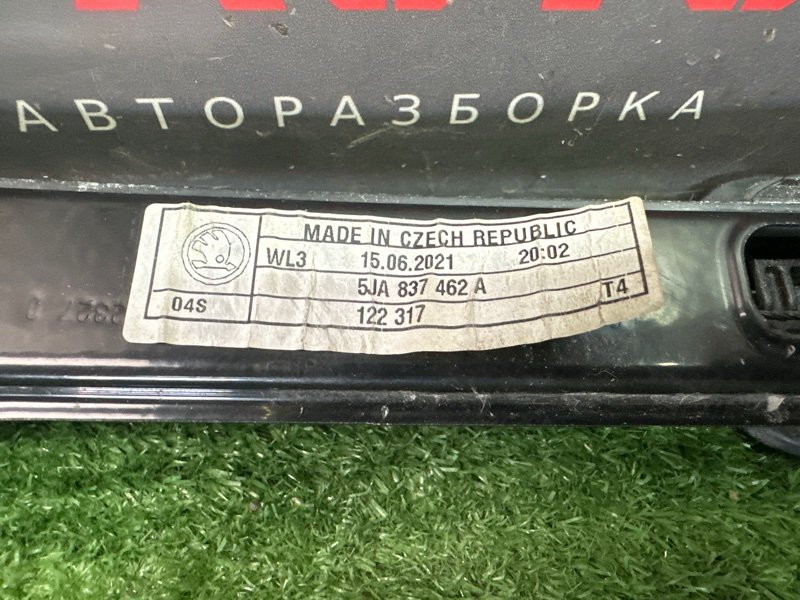 АВТОРАЗБОРКА
MADE IN CZECH REPUBLIC
WL3 15.06.2021 20:02
5JA 837 462 A T4
04S 122 317